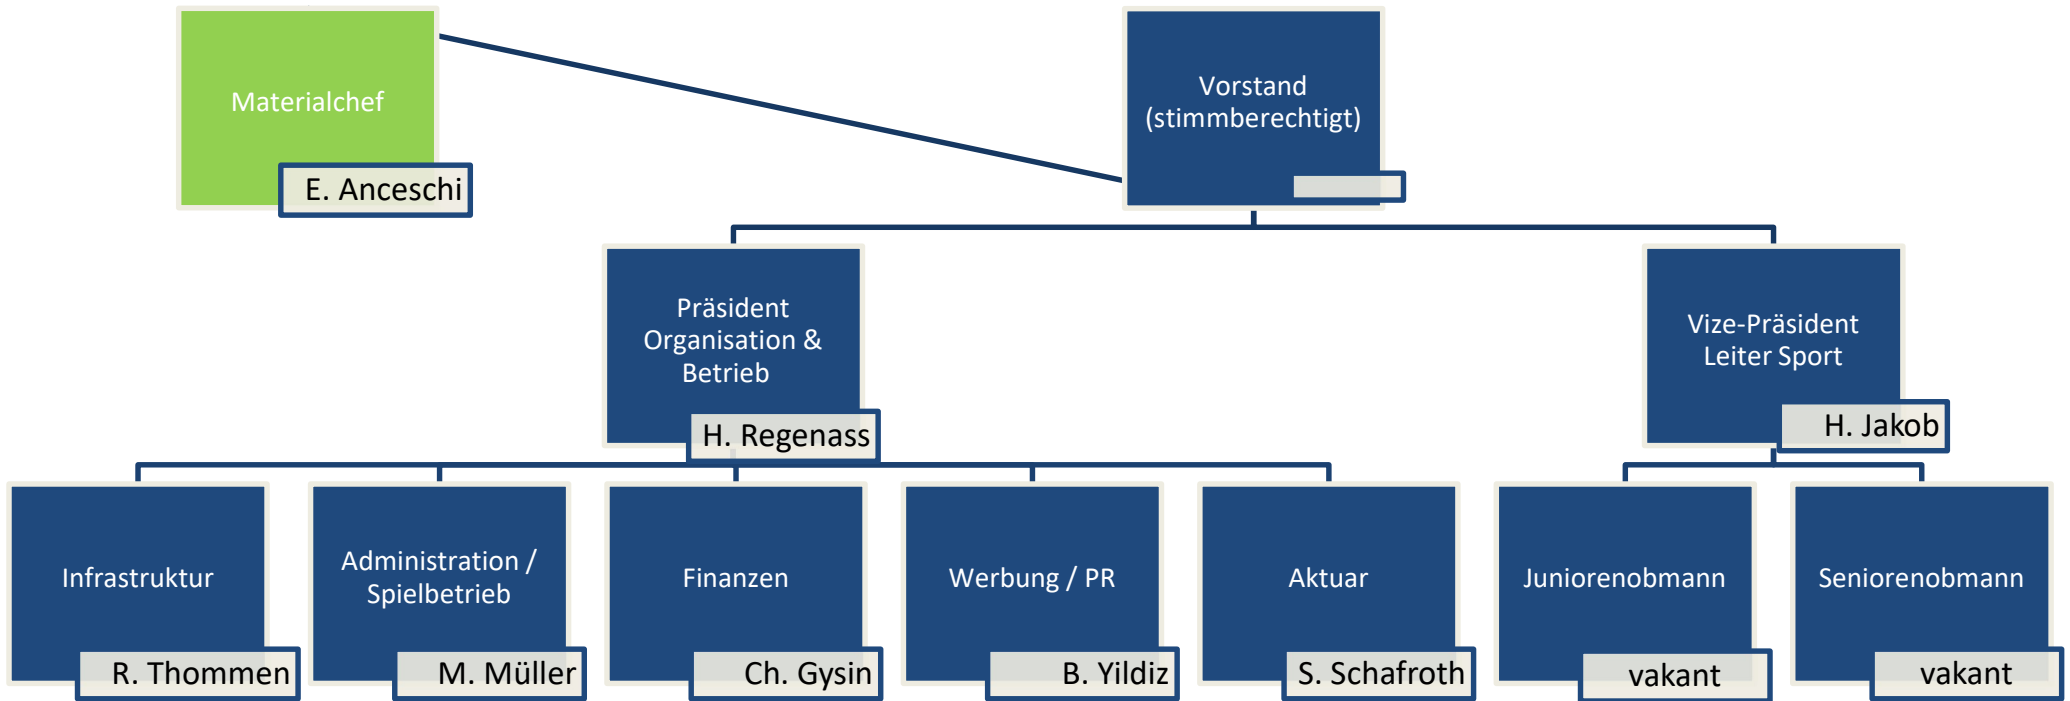 Materialchef
E. Anceschi
Vorstand
(stimmberechtigt)
Präsident
Organisation &
Betrieb
H. Regenass
Vize-Präsident
Leiter Sport
H. Jakob
Infrastruktur
R. Thommen
Administration /
Spielbetrieb
M. Müller
Finanzen
Ch. Gysin
Werbung / PR
B. Yildiz
Aktuar
S. Schafroth
Juniorenobmann
vakant
Seniorenobmann
vakant